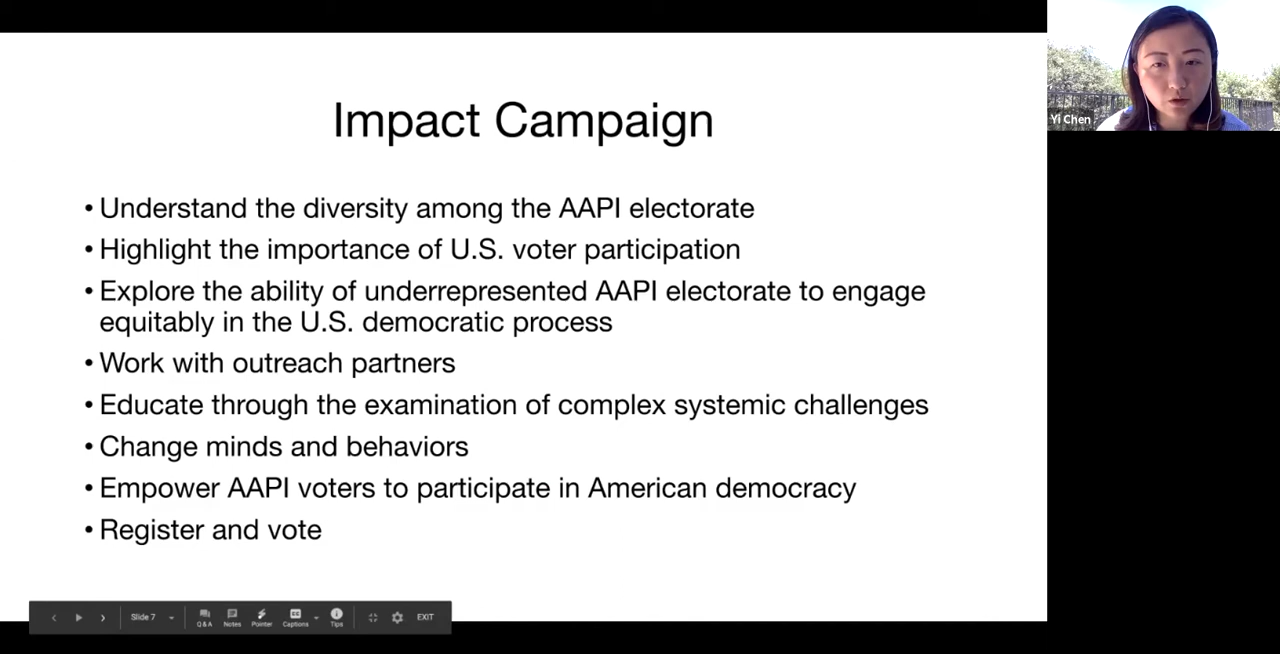 Impact Campaign
• Understand the diversity among the AAPI electorate
• Highlight the importance of U.S. voter participation
• Explore the ability of underrepresented AAPI electorate to engage
equitably in the U.S. democratic process
• Work with outreach partners
• Educate through the examination of complex systemic challenges
• Change minds and behaviors
• Empower AAPI voters to participate in American democracy
• Register and vote
Yi Chen
Slide 7
Q&A Notes Pointer CC Captions Tips EXIT